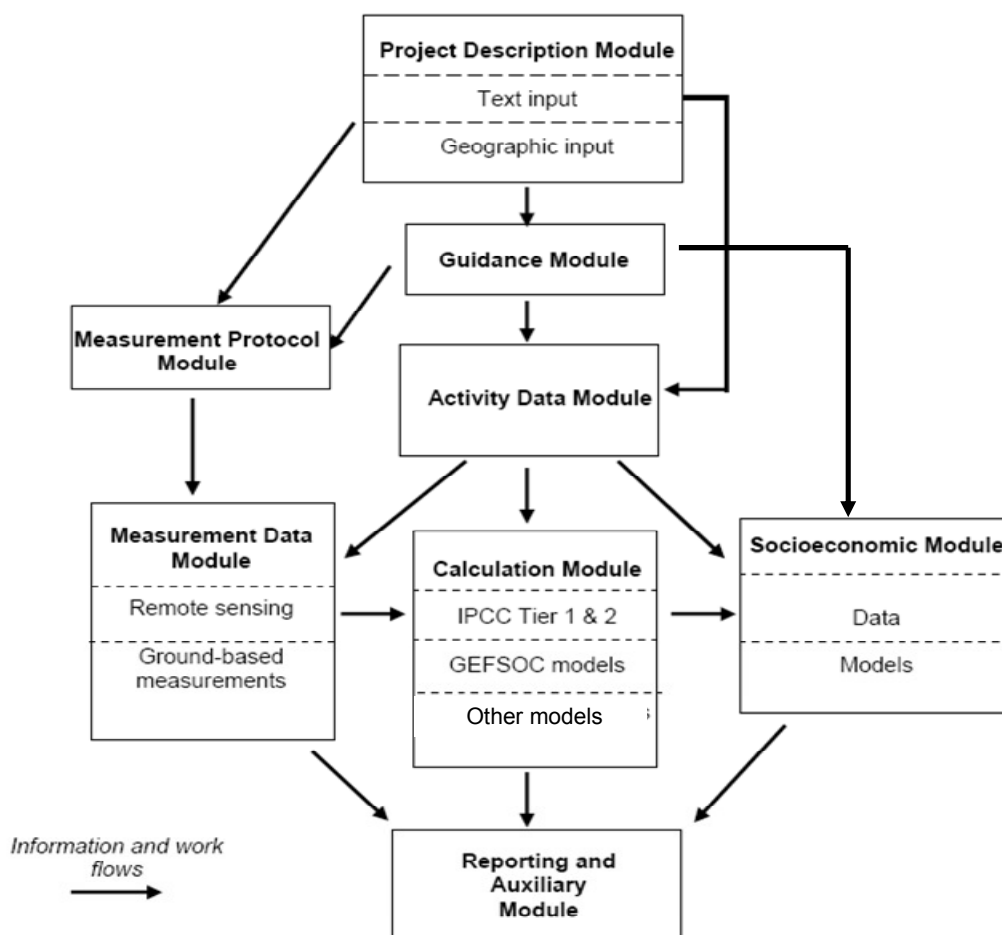 Project Description Module
Text input
Geographic input
Guidance Module
Measurement Protocol
Module
Activity Data Module
Measurement Data
Module
Remote sensing
Ground-based
measurements
Calculation Module
IPCC Tier 1 & 2
GEFSOC models
Other models
Socioeconomic Module
Data
Models
Information and work
flows
Reporting and
Auxiliary
Module